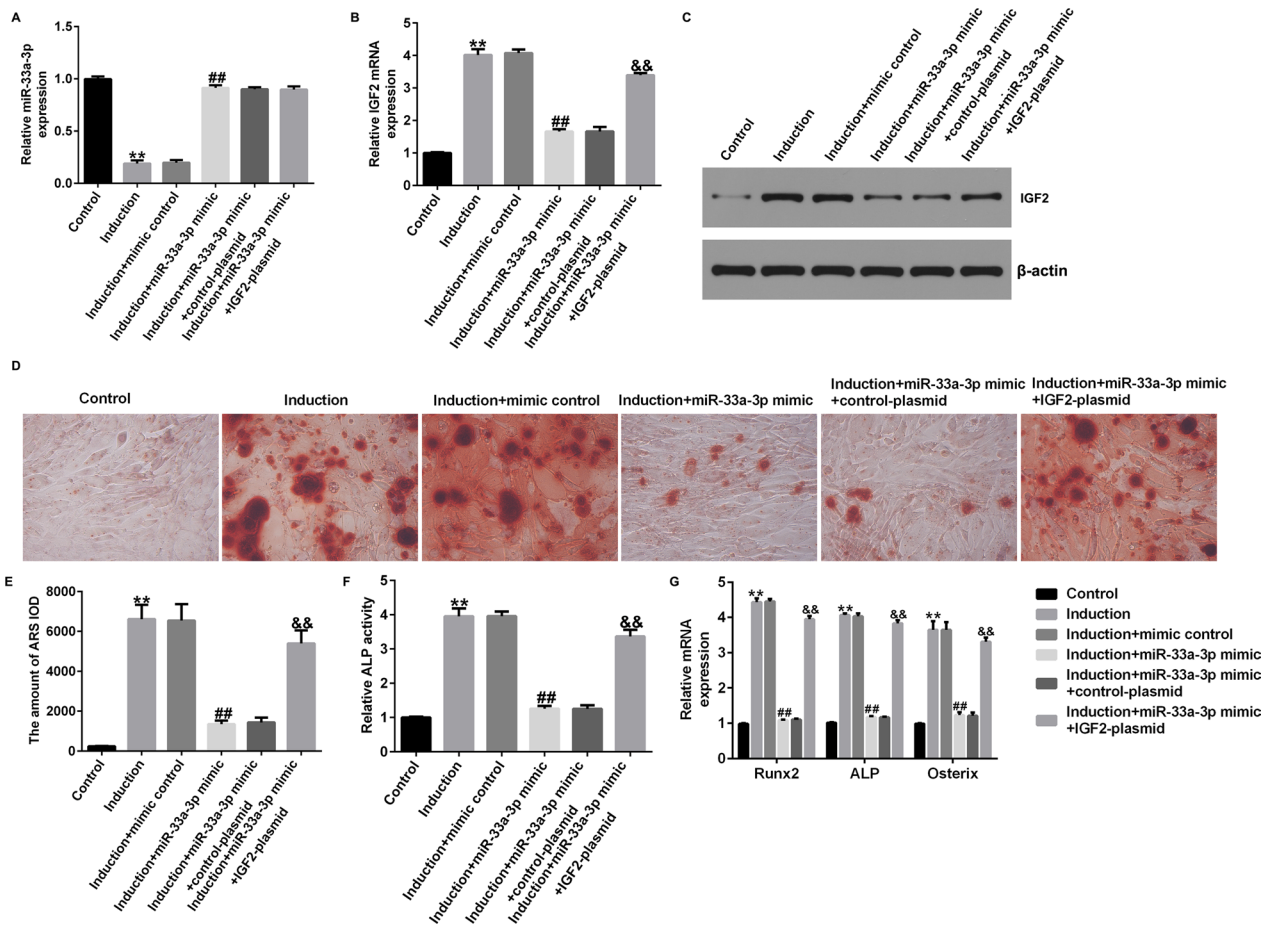 A
Relative miR-33a-3p
expression
1.5
1.0
0.5
0.0
**
##
Control
Induction
Induction+mimic control
Induction+miR-33a-3p mimic
Induction+miR-33a-3p mimic
+control-plasmid
Induction+miR-33a-3p mimic
+IGF2-plasmid
B
Relative IGF2 mRNA
expression
5
4
3
2
1
0
**
##
&&
Control
Induction
Induction+mimic control
Induction+miR-33a-3p mimic
Induction+miR-33a-3p mimic
+control-plasmid
Induction+miR-33a-3p mimic
+IGF2-plasmid
C
Control
Induction
Induction+mimic control
Induction+miR-33a-3p mimic
Induction+miR-33a-3p mimic
+control-plasmid
Induction+miR-33a-3p mimic
+IGF2-plasmid
IGF2
β-actin
D
Control
Induction
Induction+mimic control
Induction+miR-33a-3p mimic
Induction+miR-33a-3p mimic
+control-plasmid
Induction+miR-33a-3p mimic
+IGF2-plasmid
E
The amount of ARS IOD
8000
6000
4000
2000
0
**
##
&&
Control
Induction
Induction+mimic control
Induction+miR-33a-3p mimic
Induction+miR-33a-3p mimic
+control-plasmid
Induction+miR-33a-3p mimic
+IGF2-plasmid
F
Relative ALP activity
5
4
3
2
1
0
**
##
&&
Control
Induction
Induction+mimic control
Induction+miR-33a-3p mimic
Induction+miR-33a-3p mimic
+control-plasmid
Induction+miR-33a-3p mimic
+IGF2-plasmid
G
Relative mRNA
expression
5
4
3
2
1
0
**
##
&&
**
##
&&
**
##
&&
Runx2
ALP
Osterix
Control
Induction
Induction+mimic control
Induction+miR-33a-3p mimic
Induction+miR-33a-3p mimic
+control-plasmid
Induction+miR-33a-3p mimic
+IGF2-plasmid